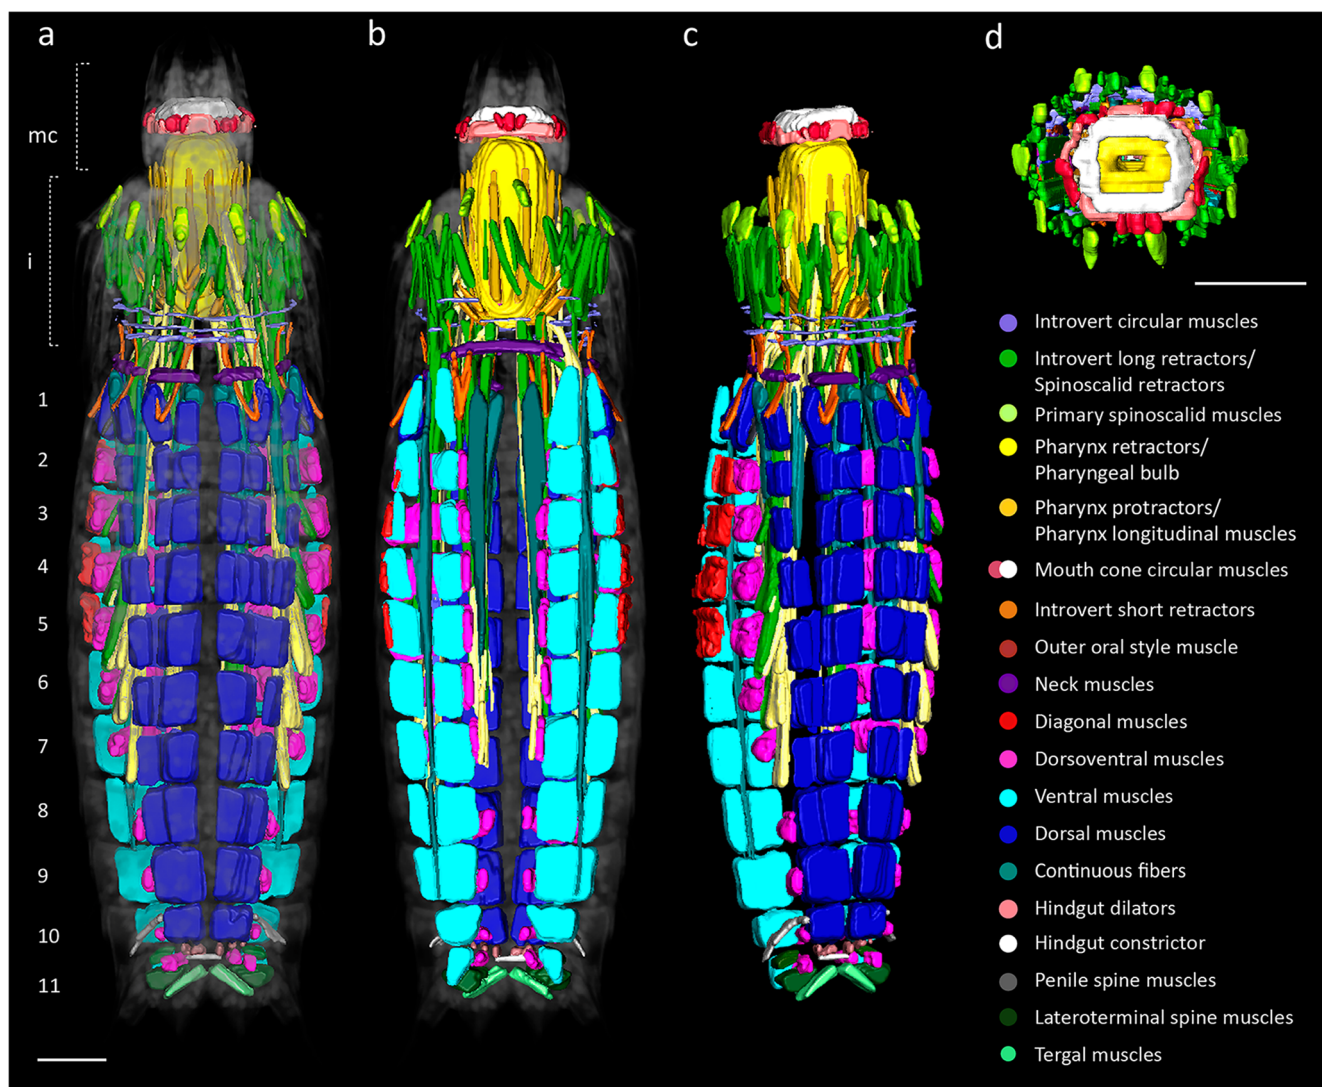 a
b
c
d
mc
i
1
2
3
4
5
6
7
8
9
10
11
Introvert circular muscles
Introvert long retractors/
Spinoscalid retractors
Primary spinoscalid muscles
Pharynx retractors/
Pharyngeal bulb
Pharynx protractors/
Pharynx longitudinal muscles
Mouth cone circular muscles
Introvert short retractors
Outer oral style muscle
Neck muscles
Diagonal muscles
Dorsoventral muscles
Ventral muscles
Dorsal muscles
Continuous fibers
Hindgut dilators
Hindgut constrictor
Penile spine muscles
Lateroterminal spine muscles
Tergal muscles